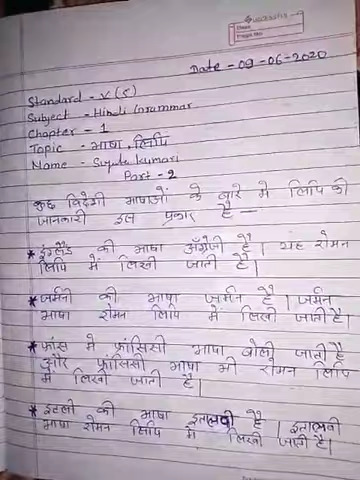 Date - 09-06-2020
Standard - V (S)
Subject - Hindi Grammar
Chapter - 1
Topic - भाषा, लिपि
Name - Kumari
Part - 2
कुछ विदेशी भाषाओं के बारे में लिपि की
जानकारी इस प्रकार है —
* इंग्लैंड की भाषा अँग्रेजी है। यह रोमन
लिपि में लिखी जाती है।
* जर्मनी की भाषा जर्मन है। जर्मन
भाषा रोमन लिपि में लिखी जाती है।
* फ्रांस में फ्रांसिसी भाषा बोली जाती है
और फ्रांसिसी भाषा भी रोमन लिपि
में लिखी जाती है।
* इटली की भाषा इतालवी है। इतालवी
भाषा रोमन लिपि में लिखी जाती है।